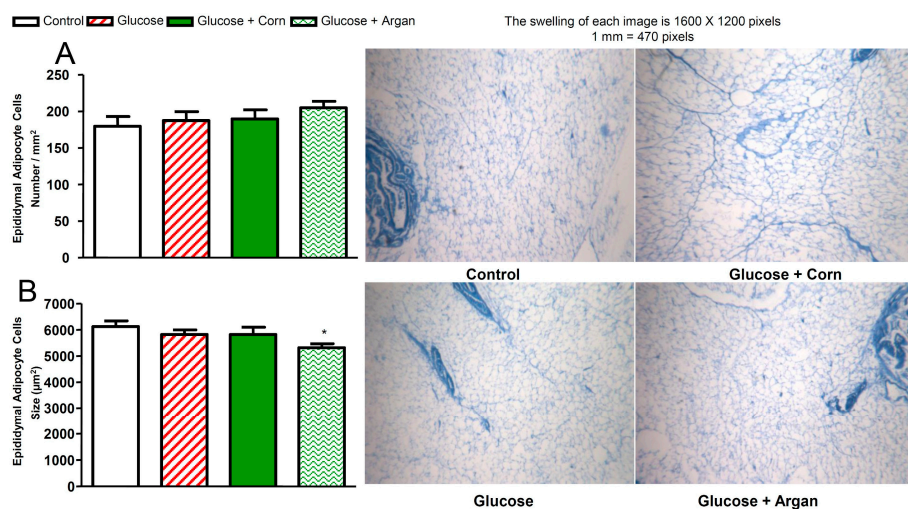 Control Glucose Glucose + Corn Glucose + Argan
The swelling of each image is 1600 X 1200 pixels
1 mm = 470 pixels
A
Epididymal Adipocyte Cells
Number / mm²
250
200
150
100
50
0
Control
Glucose + Corn
B
Epididymal Adipocyte Cells
Size (µm²)
7000
6000
5000
4000
3000
2000
1000
0
*
Glucose
Glucose + Argan